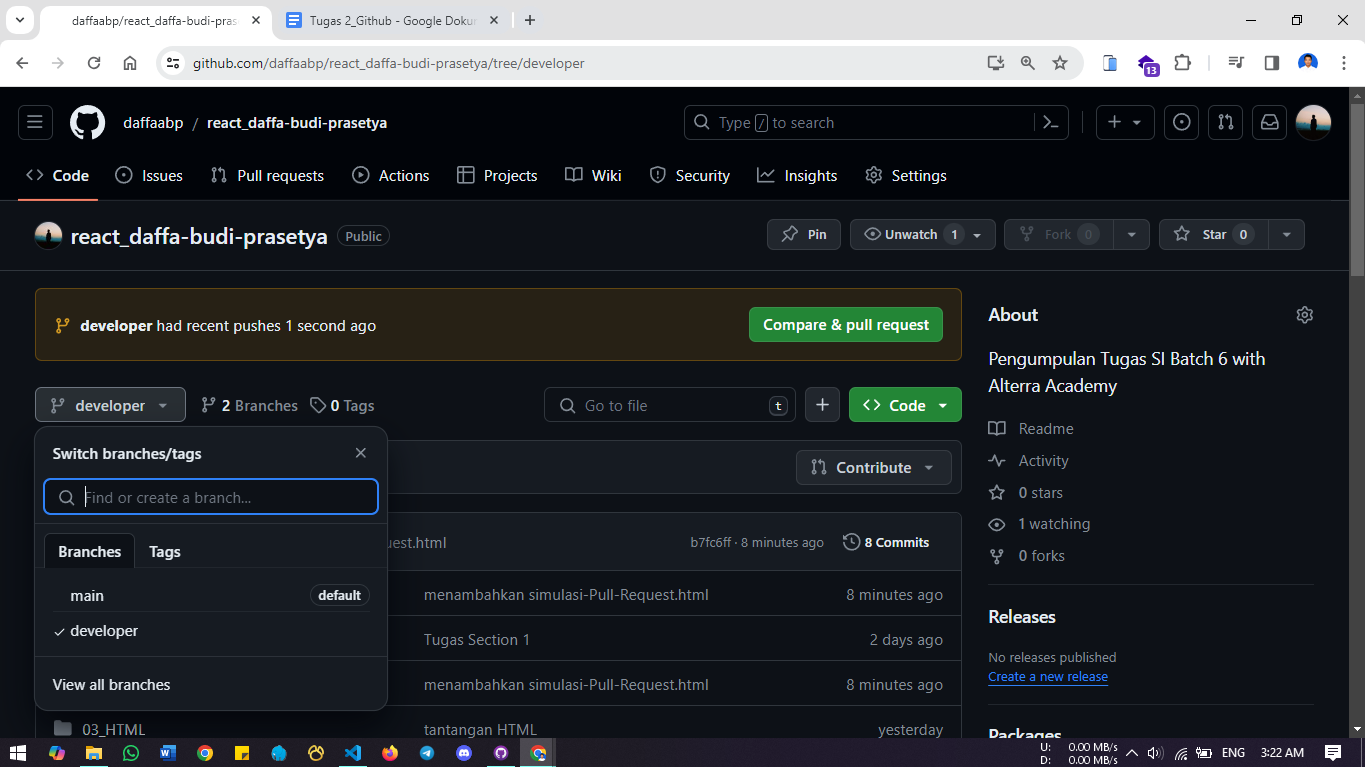 daffaabp/react_daffa-budi-pras
Tugas 2_Github - Google Dokum
github.com/daffaabp/react_daffa-budi-prasetya/tree/developer
13
daffaabp / react_daffa-budi-prasetya
Type / to search
Code
Issues
Pull requests
Actions
Projects
Wiki
Security
Insights
Settings
react_daffa-budi-prasetya
Public
Pin
Unwatch 1
Fork 0
Star 0
developer had recent pushes 1 second ago
Compare & pull request
developer
2 Branches
0 Tags
Go to file
t
Code
Switch branches/tags
Find or create a branch...
Branches
Tags
main
default
developer
View all branches
Contribute
uest.html
b7fc6ff · 8 minutes ago
8 Commits
menambahkan simulasi-Pull-Request.html
8 minutes ago
Tugas Section 1
2 days ago
menambahkan simulasi-Pull-Request.html
8 minutes ago
03_HTML
tantangan HTML
yesterday
About
Pengumpulan Tugas SI Batch 6 with
Alterra Academy
Readme
Activity
0 stars
1 watching
0 forks
Releases
No releases published
Create a new release
Packages
U: 0.00 MB/s
D: 0.00 MB/s
ENG
3:22 AM